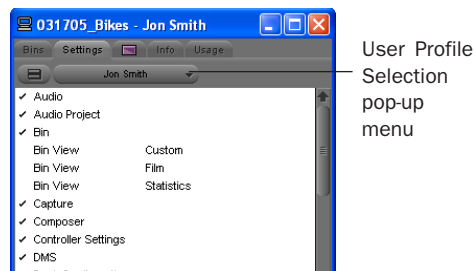 031705_Bikes - Jon Smith
Bins Settings Info Usage
Jon Smith
User Profile
Selection
pop-up
menu
✓ Audio
✓ Audio Project
✓ Bin
Bin View Custom
Bin View Film
Bin View Statistics
✓ Capture
✓ Composer
✓ Controller Settings
✓ DMS